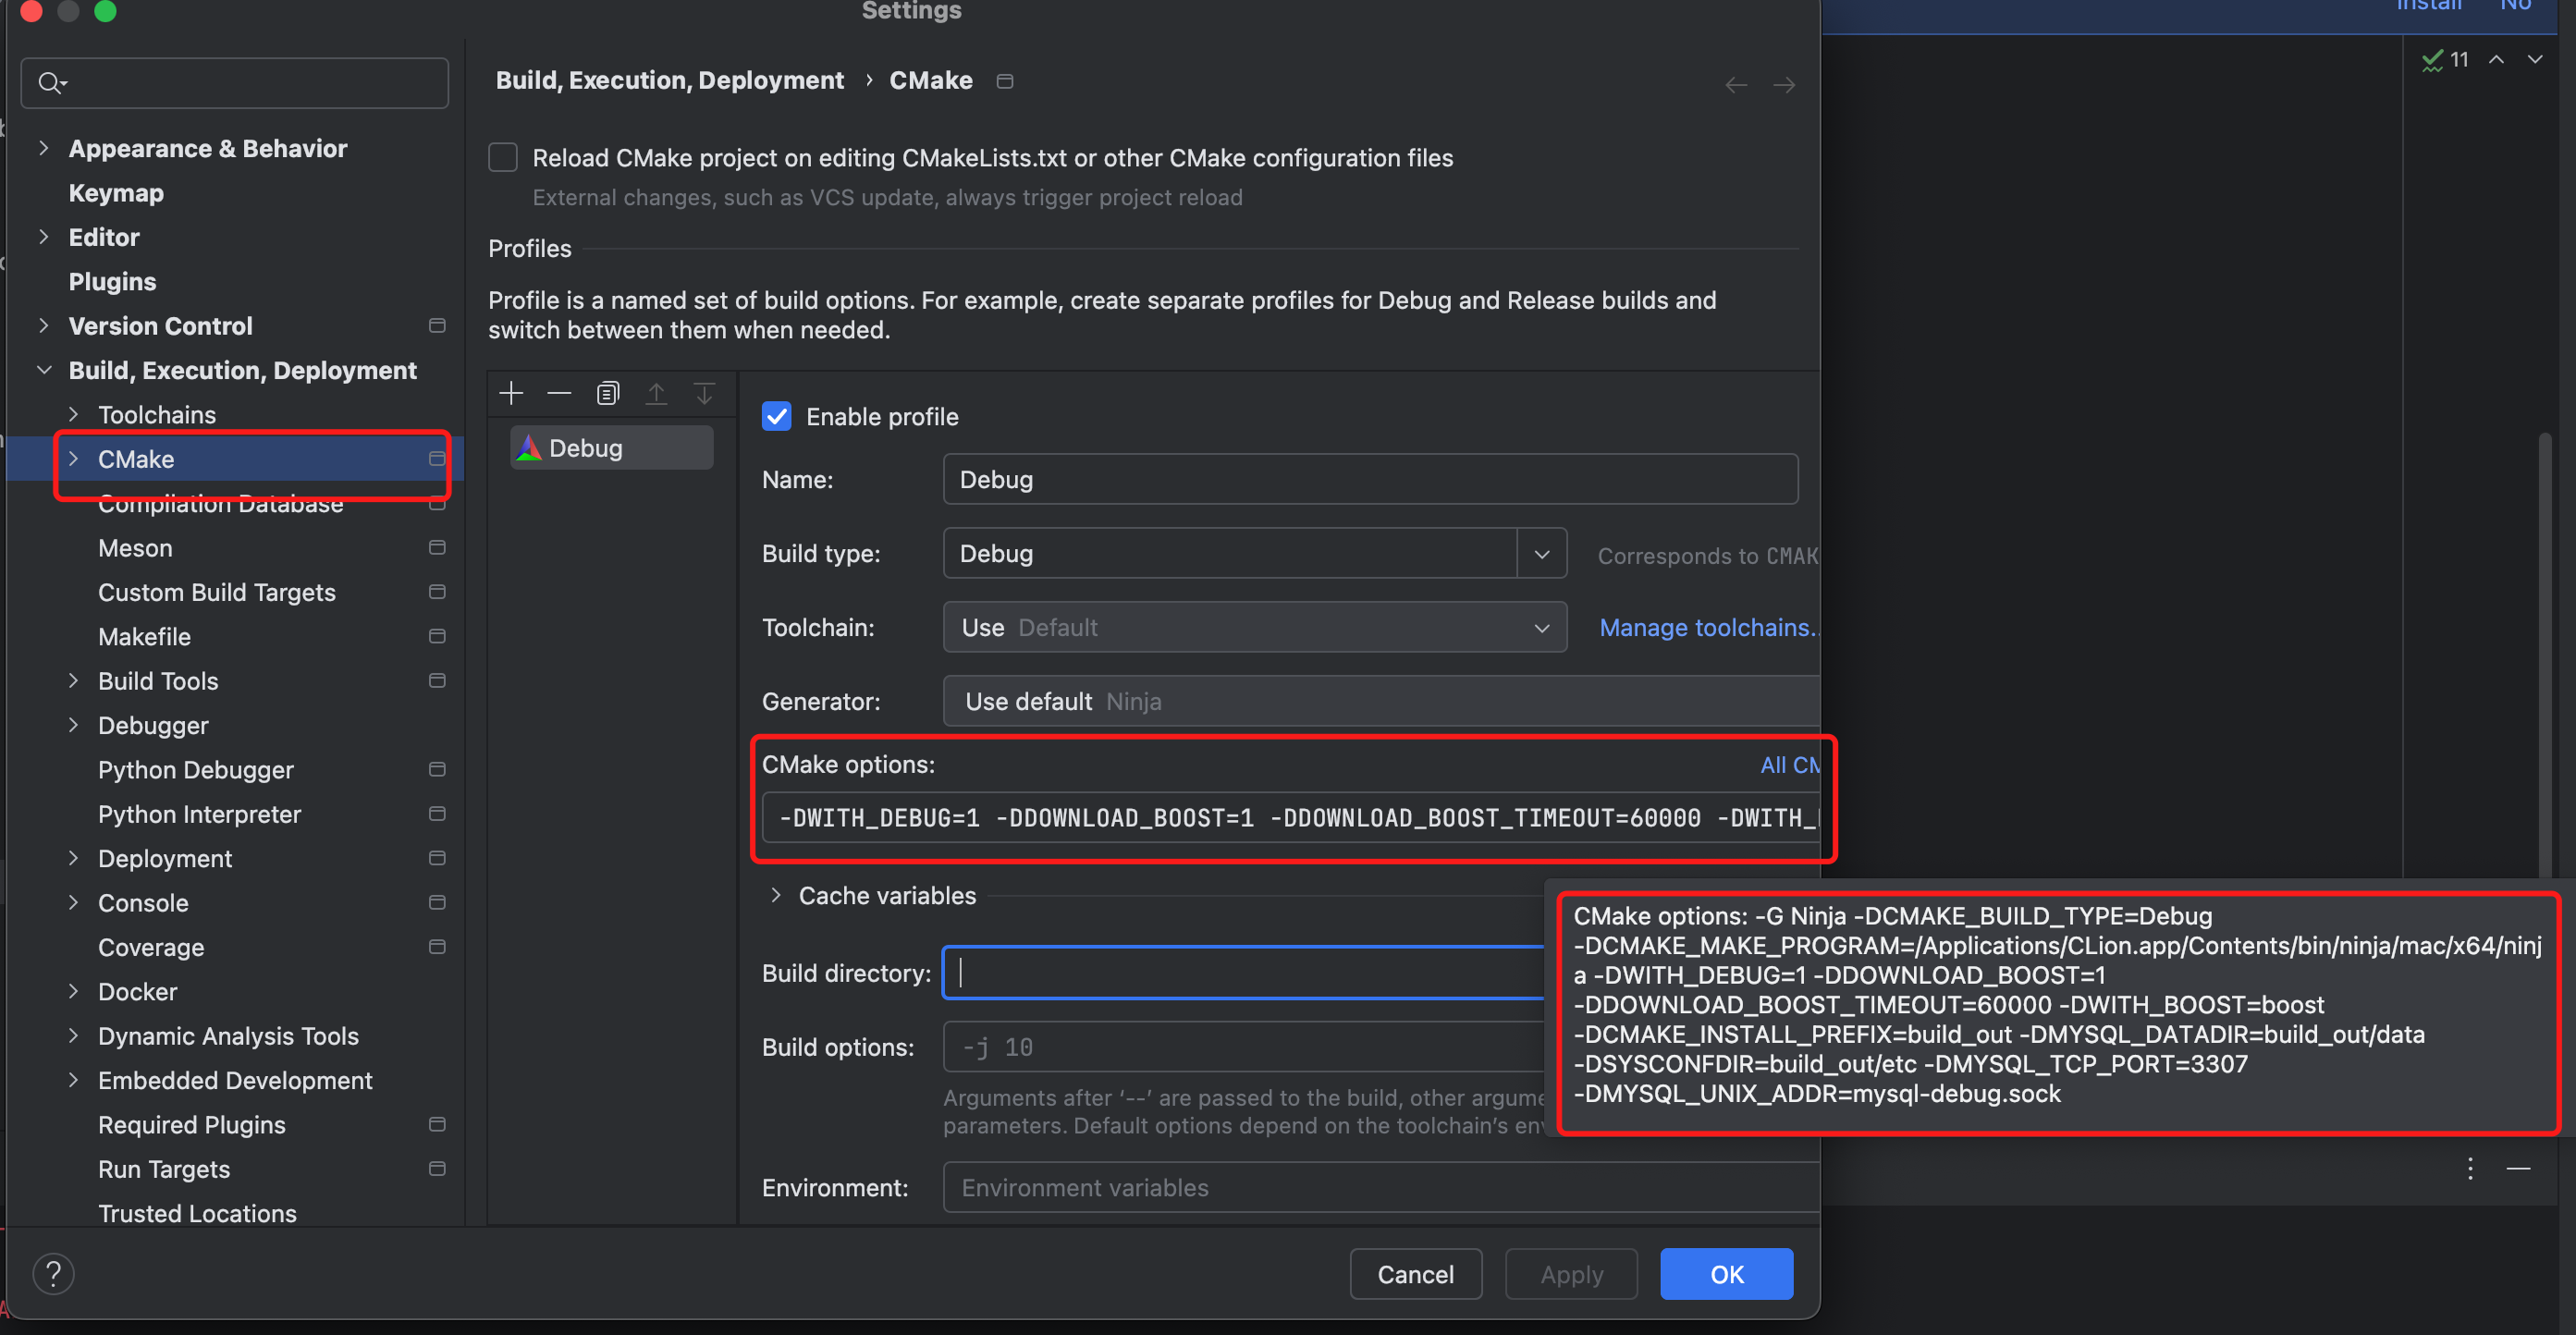 Settings
Install No
11
Build, Execution, Deployment › CMake
Appearance & Behavior
Keymap
Editor
Plugins
Version Control
Build, Execution, Deployment
Toolchains
CMake
Compilation Database
Meson
Custom Build Targets
Makefile
Build Tools
Debugger
Python Debugger
Python Interpreter
Deployment
Console
Coverage
Docker
Dynamic Analysis Tools
Embedded Development
Required Plugins
Run Targets
Trusted Locations
Reload CMake project on editing CMakeLists.txt or other CMake configuration files
External changes, such as VCS update, always trigger project reload
Profiles
Profile is a named set of build options. For example, create separate profiles for Debug and Release builds and
switch between them when needed.
Debug
Enable profile
Name: Debug
Build type: Debug Corresponds to CMAK
Toolchain: Use Default Manage toolchains..
Generator: Use default Ninja
CMake options: All CM
-DWITH_DEBUG=1 -DDOWNLOAD_BOOST=1 -DDOWNLOAD_BOOST_TIMEOUT=60000 -DWITH_
Cache variables
Build directory:
Build options: -j 10
Arguments after ‘--’ are passed to the build, other argume
parameters. Default options depend on the toolchain’s en
Environment: Environment variables
CMake options: -G Ninja -DCMAKE_BUILD_TYPE=Debug
-DCMAKE_MAKE_PROGRAM=/Applications/CLion.app/Contents/bin/ninja/mac/x64/ninj
a -DWITH_DEBUG=1 -DDOWNLOAD_BOOST=1
-DDOWNLOAD_BOOST_TIMEOUT=60000 -DWITH_BOOST=boost
-DCMAKE_INSTALL_PREFIX=build_out -DMYSQL_DATADIR=build_out/data
-DSYSCONFDIR=build_out/etc -DMYSQL_TCP_PORT=3307
-DMYSQL_UNIX_ADDR=mysql-debug.sock
?
Cancel Apply OK